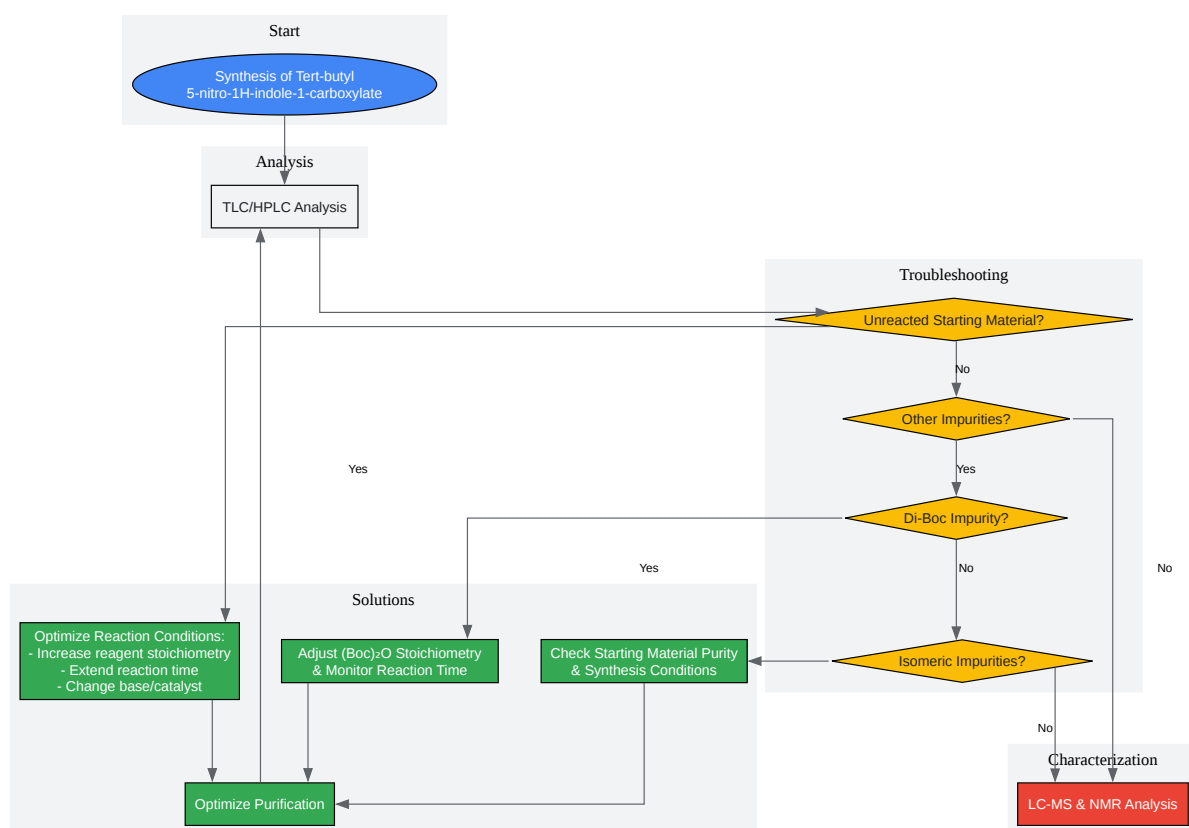 Start
Synthesis of Tert-butyl
5-nitro-1H-indole-1-carboxylate
Analysis
TLC/HPLC Analysis
Troubleshooting
Unreacted Starting Material?
No
Other Impurities?
Yes
Yes
Di-Boc Impurity?
Yes
No
No
Solutions
Optimize Reaction Conditions:
- Increase reagent stoichiometry
- Extend reaction time
- Change base/catalyst
Adjust (Boc)₂O Stoichiometry
& Monitor Reaction Time
Check Starting Material Purity
& Synthesis Conditions
Isomeric Impurities?
No
Characterization
Optimize Purification
LC-MS & NMR Analysis